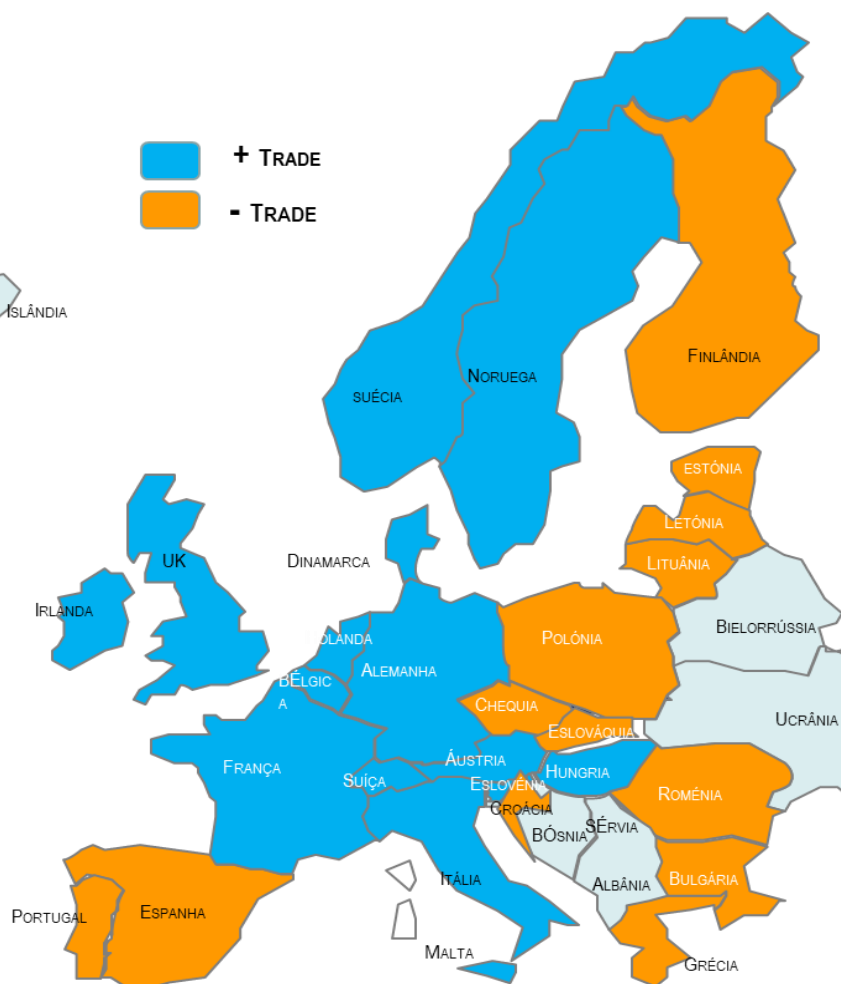 + TRADE
- TRADE
ISLÂNDIA
FINLÂNDIA
NORUEGA
SUÉCIA
ESTÓNIA
LETÓNIA
UK
DINAMARCA
LITUÂNIA
IRLANDA
BIELORRÚSSIA
OLANDA
POLÓNIA
ALEMANHA
BÉLGIC
A
CHEQUIA
UCRÂNIA
ESLOVÁQUIA
ÁUSTRIA
FRANÇA
HUNGRIA
SUÍÇA
ESLOVÉNIA
ROMÉNIA
CROÁCIA
SÉRVIA
BÓSNIA
ITÁLIA
BULGÁRIA
ALBÂNIA
ESPANHA
PORTUGAL
MALTA
GRÉCIA